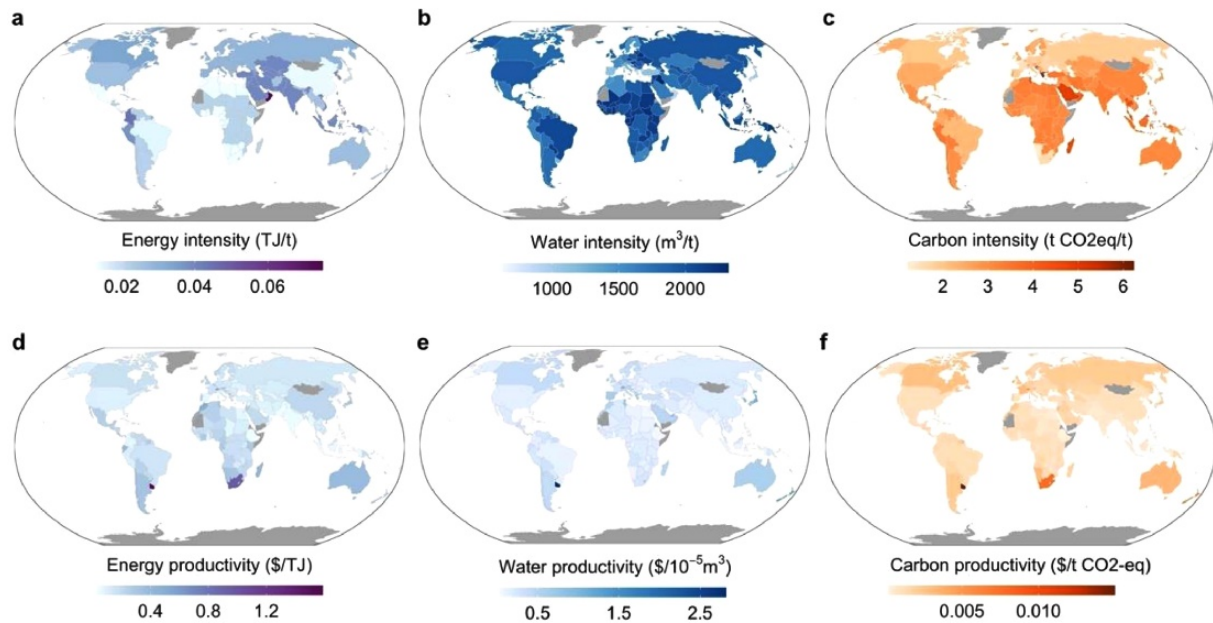 a b c
Energy intensity (TJ/t) Water intensity (m³/t) Carbon intensity (t CO2eq/t)
0.02 0.04 0.06 1000 1500 2000 2 3 4 5 6
d e f
Energy productivity ($/TJ) Water productivity ($/10⁻⁵m³) Carbon productivity ($/t CO2-eq)
0.4 0.8 1.2 0.5 1.5 2.5 0.005 0.010